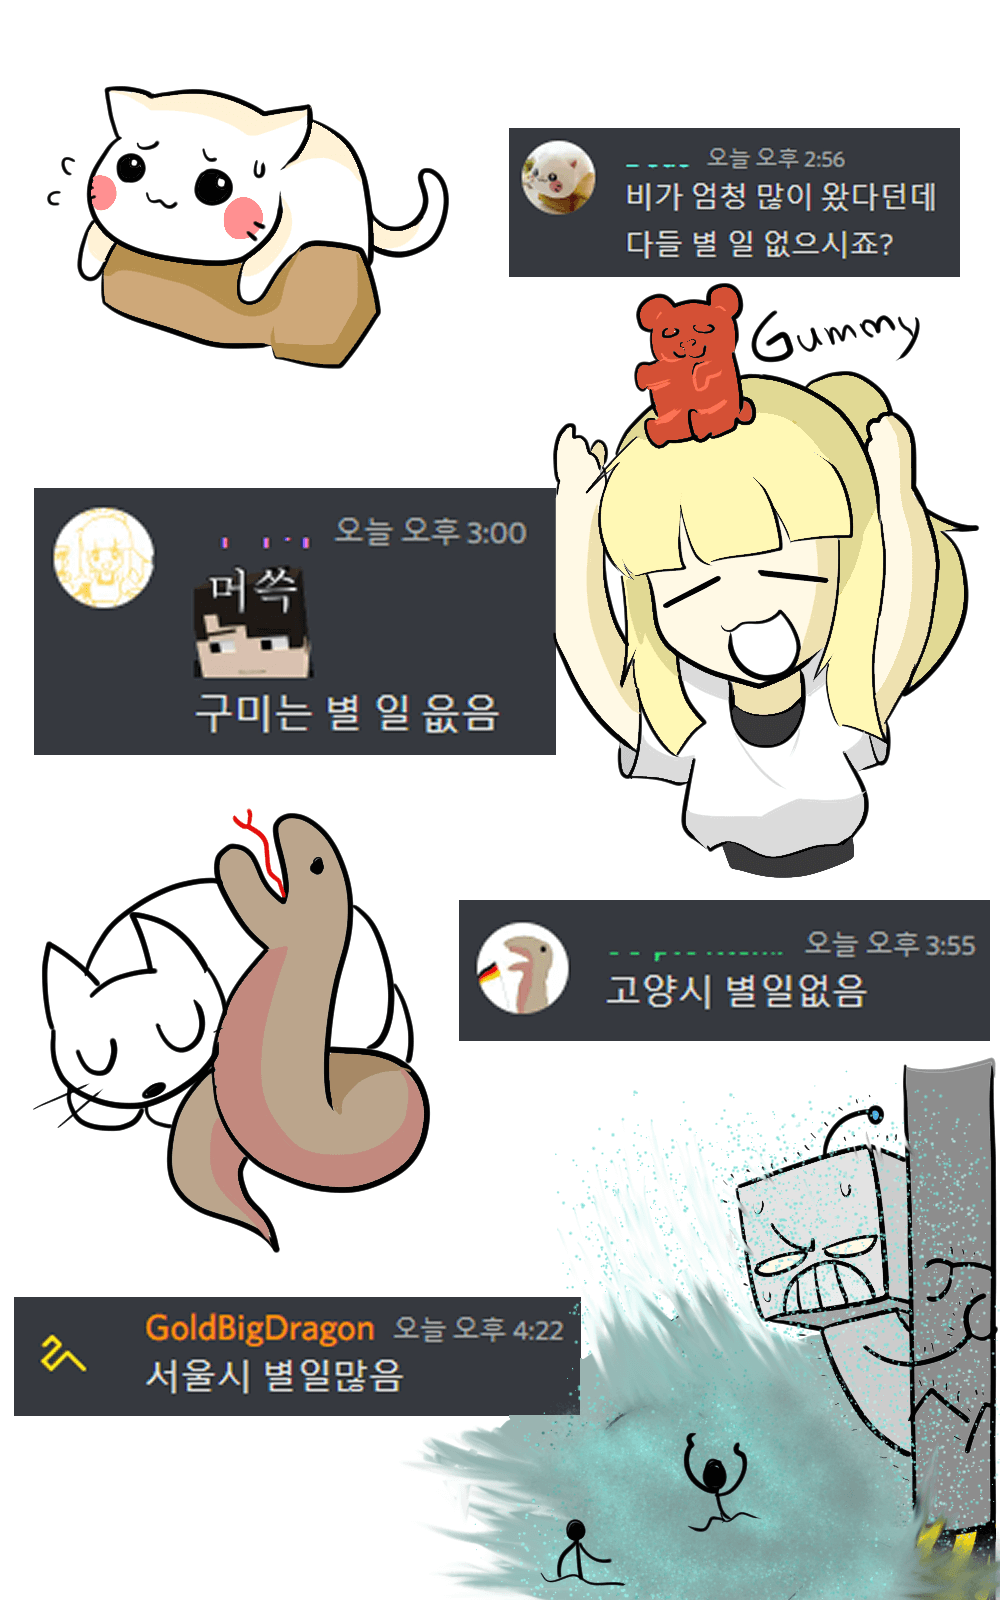 오늘 오후 2:56
비가 엄청 많이 왔다던데
다들 별 일 없으시죠?
Gummy
오늘 오후 3:00
머쓱
구미는 별 일 읎음
오늘 오후 3:55
고양시 별일없음
GoldBigDragon 오늘 오후 4:22
서울시 별일많음